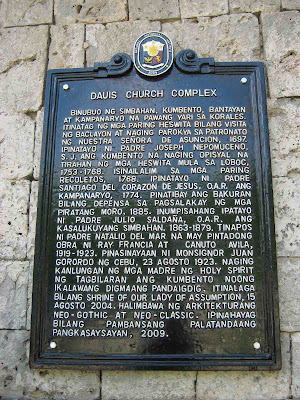 DAUIS CHURCH COMPLEX
BINUBUO NG SIMBAHAN, KUMBENTO, BANTAYAN
AT KAMPANARYO NA PAWANG YARI SA KORALES.
ITINATAG NG MGA PARING HESWITA BILANG VISITA
NG BACLAYON AT NAGING PAROKYA SA PATRONATO
NG NUESTRA SEÑORA DE ASUNCION, 1697.
PINATAYO NI PADRE JOSEPH NEPOMUCENO,
S.J. ANG KUMBENTO NA NAGING OPISYAL NA
TIRAHAN NG MGA HESWITA MULA SA LOBOC,
1753-1768. ISINAILALIM SA MGA PARING
RECOLETOS, 1768. IPINATAYO NI PADRE
SANTIAGO DEL CORAZON DE JESUS, O.A.R. ANG
KAMPANARYO, 1774. PINATIBAY ANG BAKURAN
BILANG DEPENSA SA PAGSALAKAY NG MGA
PIRATANG MORO, 1885. INUMPISAHANG IPATAYO
NI PADRE JULIO SALDAÑA, O.A.R. ANG
KASALUKUYANG SIMBAHAN, 1863-1879. TINAPOS
NI PADRE NATALIO DEL MAR NA MAY PINTADONG
OBRA NI RAY FRANCIA AT CANUTO AVILA,
1919-1923. PINASINAYAAN NI MONSIGNOR JUAN
GORORDO NG CEBU, 23 AGOSTO 1923. NAGING
KANLUNGAN NG MGA MADRE NG HOLY SPIRIT
NG TAGBILARAN ANG KUMBENTO NOONG
IKALAWANG DIGMAANG PANDAIGDIG. ITINALAGA
BILANG SHRINE OF OUR LADY OF ASSUMPTION, 15
AGOSTO 2004. HALIMBAWA NG ARKITEKTURANG
NEO-GOTHIC AT NEO-CLASSIC. IPINAHAYAG
BILANG PAMBANSANG PALATANDAANG
PANGKASAYSAYAN, 2009.